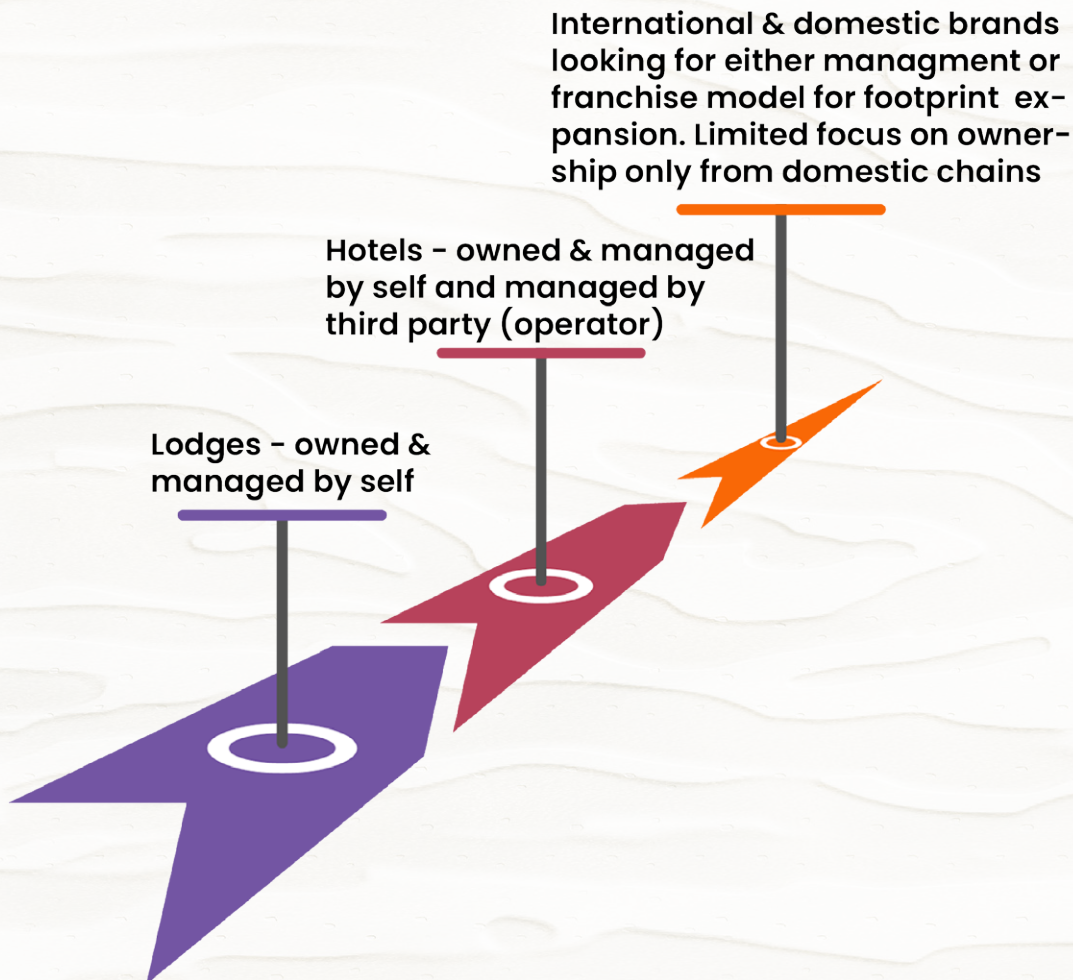 International & domestic brands
looking for either managment or
franchise model for footprint  ex-
pansion. Limited focus on owner-
ship only from domestic chains
Hotels - owned & managed
by self and managed by
third party (operator)
Lodges - owned &
managed by self